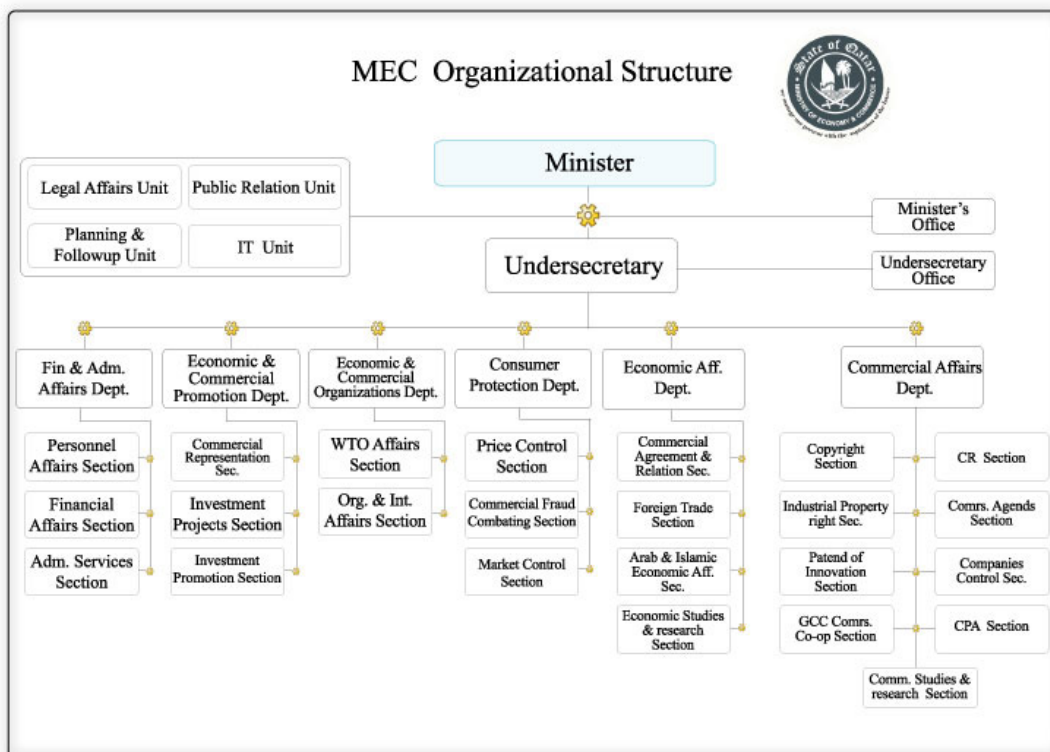 MEC Organizational Structure
State of Qatar
MINISTRY OF ECONOMY & COMMERCE
Minister
Legal Affairs Unit
Public Relation Unit
Planning &
Followup Unit
IT Unit
Minister's
Office
Undersecretary
Undersecretary
Office
Fin & Adm.
Affairs Dept.
Economic &
Commercial
Promotion Dept.
Economic &
Commercial
Organizations Dept.
Consumer
Protection Dept.
Economic Aff.
Dept.
Commercial Affairs
Dept.
Personnel
Affairs Section
Financial
Affairs Section
Adm. Services
Section
Commercial
Representation
Sec.
Investment
Projects Section
Investment
Promotion Section
WTO Affairs
Section
Org. & Int.
Affairs Section
Price Control
Section
Commercial Fraud
Combating Section
Market Control
Section
Commercial
Agreement &
Relation Sec.
Foreign Trade
Section
Arab & Islamic
Economic Aff.
Sec.
Economic Studies
& research
Section
Copyright
Section
CR Section
Industrial Property
right Sec.
Comrs. Agends
Section
Patend of
Innovation
Section
Companies
Control Sec.
GCC Comrs.
Co-op Section
CPA Section
Comm. Studies &
research Section